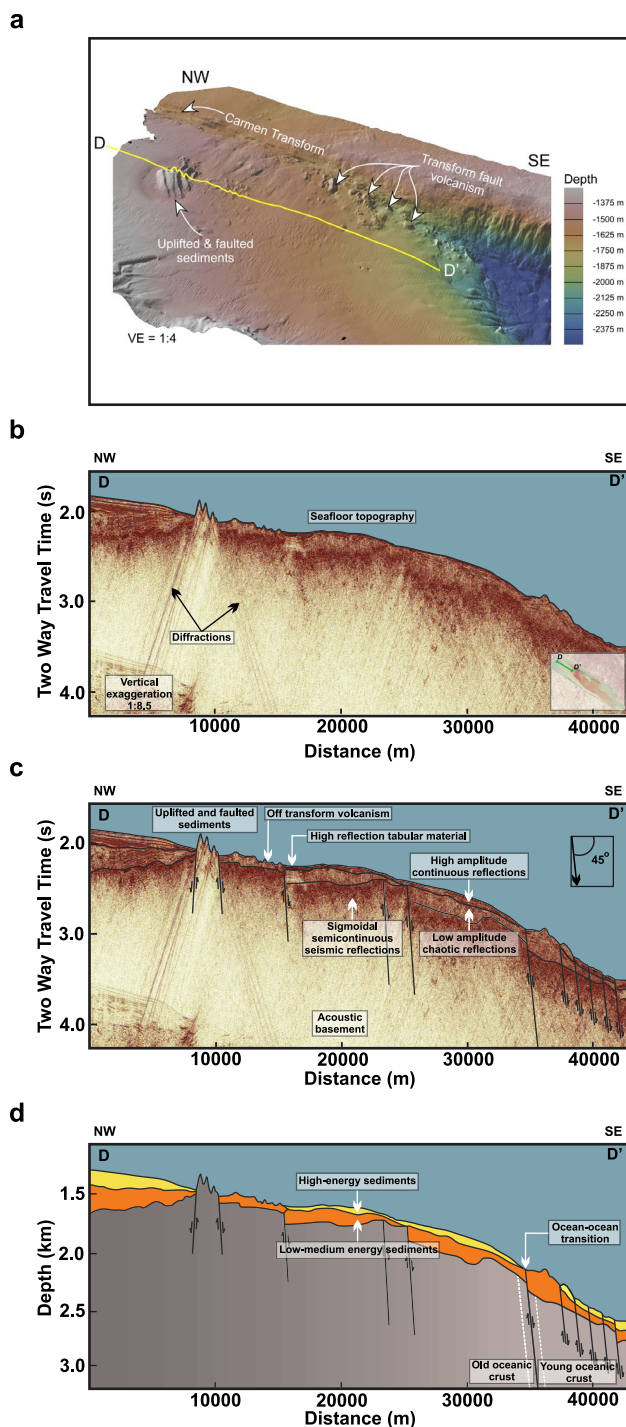 a
NW
Carmen Transform
D
Transform fault
volcanism
SE
Uplifted & faulted
sediments
D'
VE = 1:4
Depth
-1375 m
-1500 m
-1625 m
-1750 m
-1875 m
-2000 m
-2125 m
-2250 m
-2375 m
b
NW
SE
D
D'
Seafloor topography
Diffractions
Vertical
exaggeration
1:8.5
D
D'
2.0
3.0
4.0
Two Way Travel Time (s)
10000
20000
30000
40000
Distance (m)
c
NW
SE
D
D'
Uplifted and faulted
sediments
Off transform volcanism
High reflection tabular material
High amplitude
continuous reflections
45°
Sigmoidal
semicontinuous
seismic reflections
Low amplitude
chaotic reflections
Acoustic
basement
2.0
3.0
4.0
Two Way Travel Time (s)
10000
20000
30000
40000
Distance (m)
d
NW
SE
D
D'
High-energy sediments
Low-medium energy sediments
Ocean-ocean
transition
Old oceanic
crust
Young oceanic
crust
1.5
2.0
2.5
3.0
Depth (km)
10000
20000
30000
40000
Distance (m)